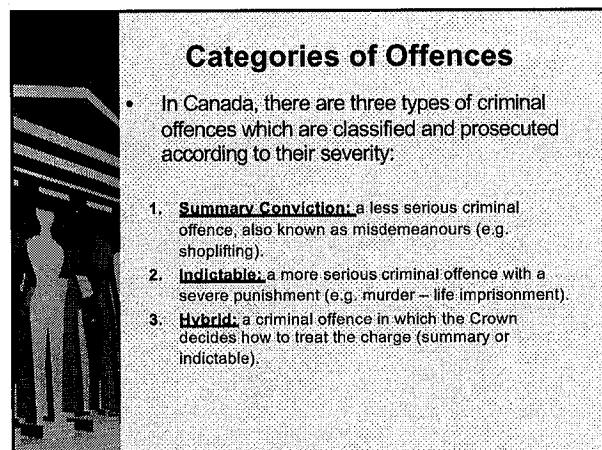 Categories of Offences
• In Canada, there are three types of criminal
offences which are classified and prosecuted
according to their severity:
1. Summary Conviction: a less serious criminal
offence, also known as misdemeanours (e.g.
shoplifting).
2. Indictable: a more serious criminal offence with a
severe punishment (e.g. murder – life imprisonment).
3. Hybrid: a criminal offence in which the Crown
decides how to treat the charge (summary or
indictable).